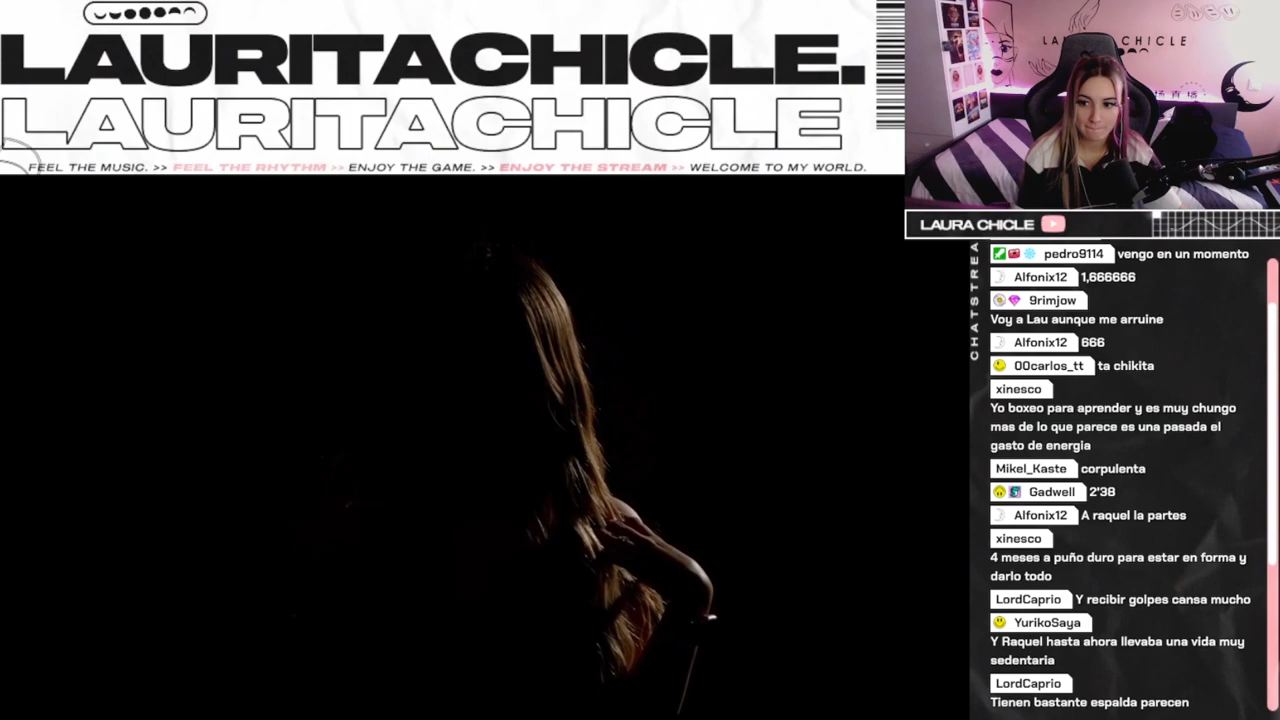 LAURITACHICLE.
LAURITACHICLE
FEEL THE MUSIC. >> FEEL THE RHYTHM >> ENJOY THE GAME. >> ENJOY THE STREAM >> WELCOME TO MY WORLD.
LAURA CHICLE
CHATSTREA
pedro9114 vengo en un momento
Alfonix12 1,666666
9rimjow
Voy a Lau aunque me arruine
Alfonix12 666
00carlos_tt ta chikita
xinesco
Yo boxeo para aprender y es muy chungo
mas de lo que parece es una pasada el
gasto de energia
Mikel_Kaste corpulenta
Gadwell 2'38
Alfonix12 A raquel la partes
xinesco
4 meses a puño duro para estar en forma y
darlo todo
LordCaprio Y recibir golpes cansa mucho
YurikoSaya
Y Raquel hasta ahora llevaba una vida muy
sedentaria
LordCaprio
Tienen bastante espalda parecen